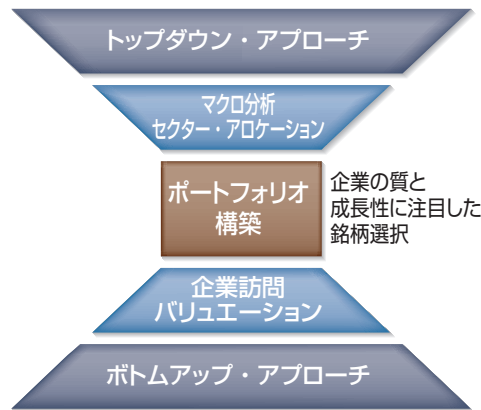 トップダウン・アプローチ
マクロ分析
セクター・アロケーション
ポートフォリオ
構築
企業の質と
成長性に注目した
銘柄選択
企業訪問
バリュエーション
ボトムアップ・アプローチ